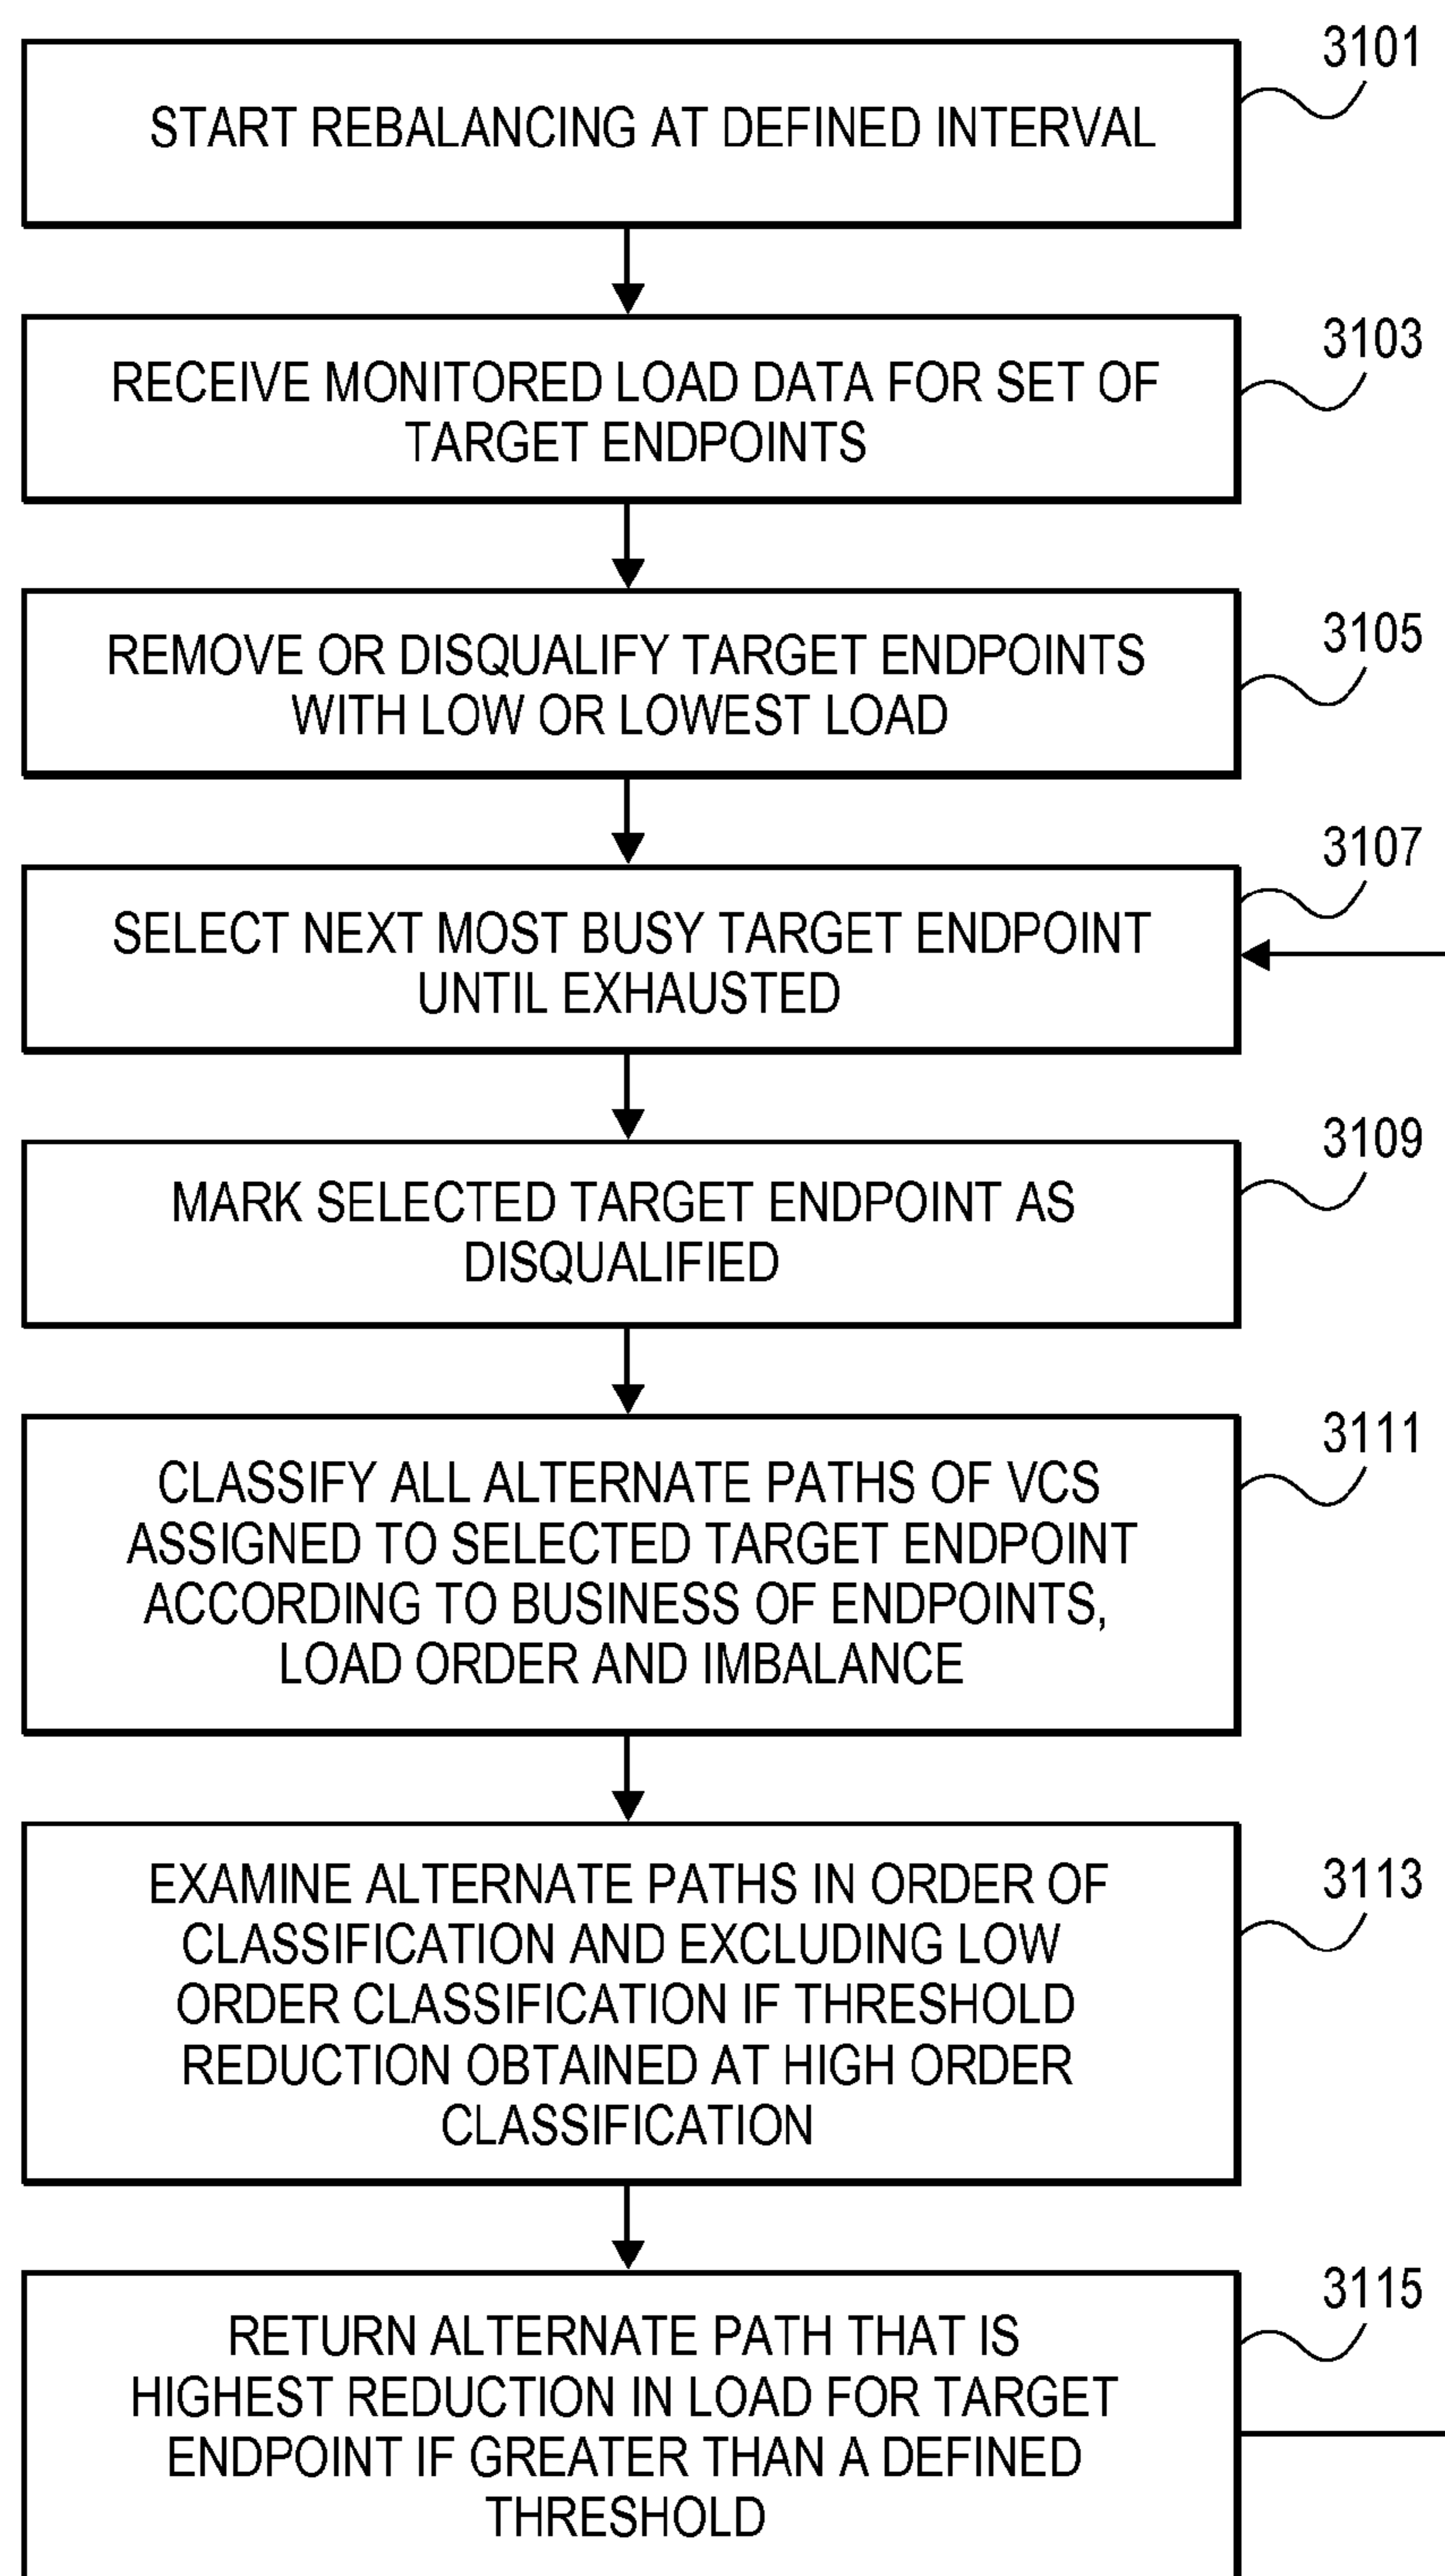 3101
START REBALANCING AT DEFINED INTERVAL
3103
RECEIVE MONITORED LOAD DATA FOR SET OF
TARGET ENDPOINTS
3105
REMOVE OR DISQUALIFY TARGET ENDPOINTS
WITH LOW OR LOWEST LOAD
3107
SELECT NEXT MOST BUSY TARGET ENDPOINT
UNTIL EXHAUSTED
3109
MARK SELECTED TARGET ENDPOINT AS
DISQUALIFIED
3111
CLASSIFY ALL ALTERNATE PATHS OF VCS
ASSIGNED TO SELECTED TARGET ENDPOINT
ACCORDING TO BUSINESS OF ENDPOINTS,
LOAD ORDER AND IMBALANCE
3113
EXAMINE ALTERNATE PATHS IN ORDER OF
CLASSIFICATION AND EXCLUDING LOW
ORDER CLASSIFICATION IF THRESHOLD
REDUCTION OBTAINED AT HIGH ORDER
CLASSIFICATION
3115
RETURN ALTERNATE PATH THAT IS
HIGHEST REDUCTION IN LOAD FOR TARGET
ENDPOINT IF GREATER THAN A DEFINED
THRESHOLD